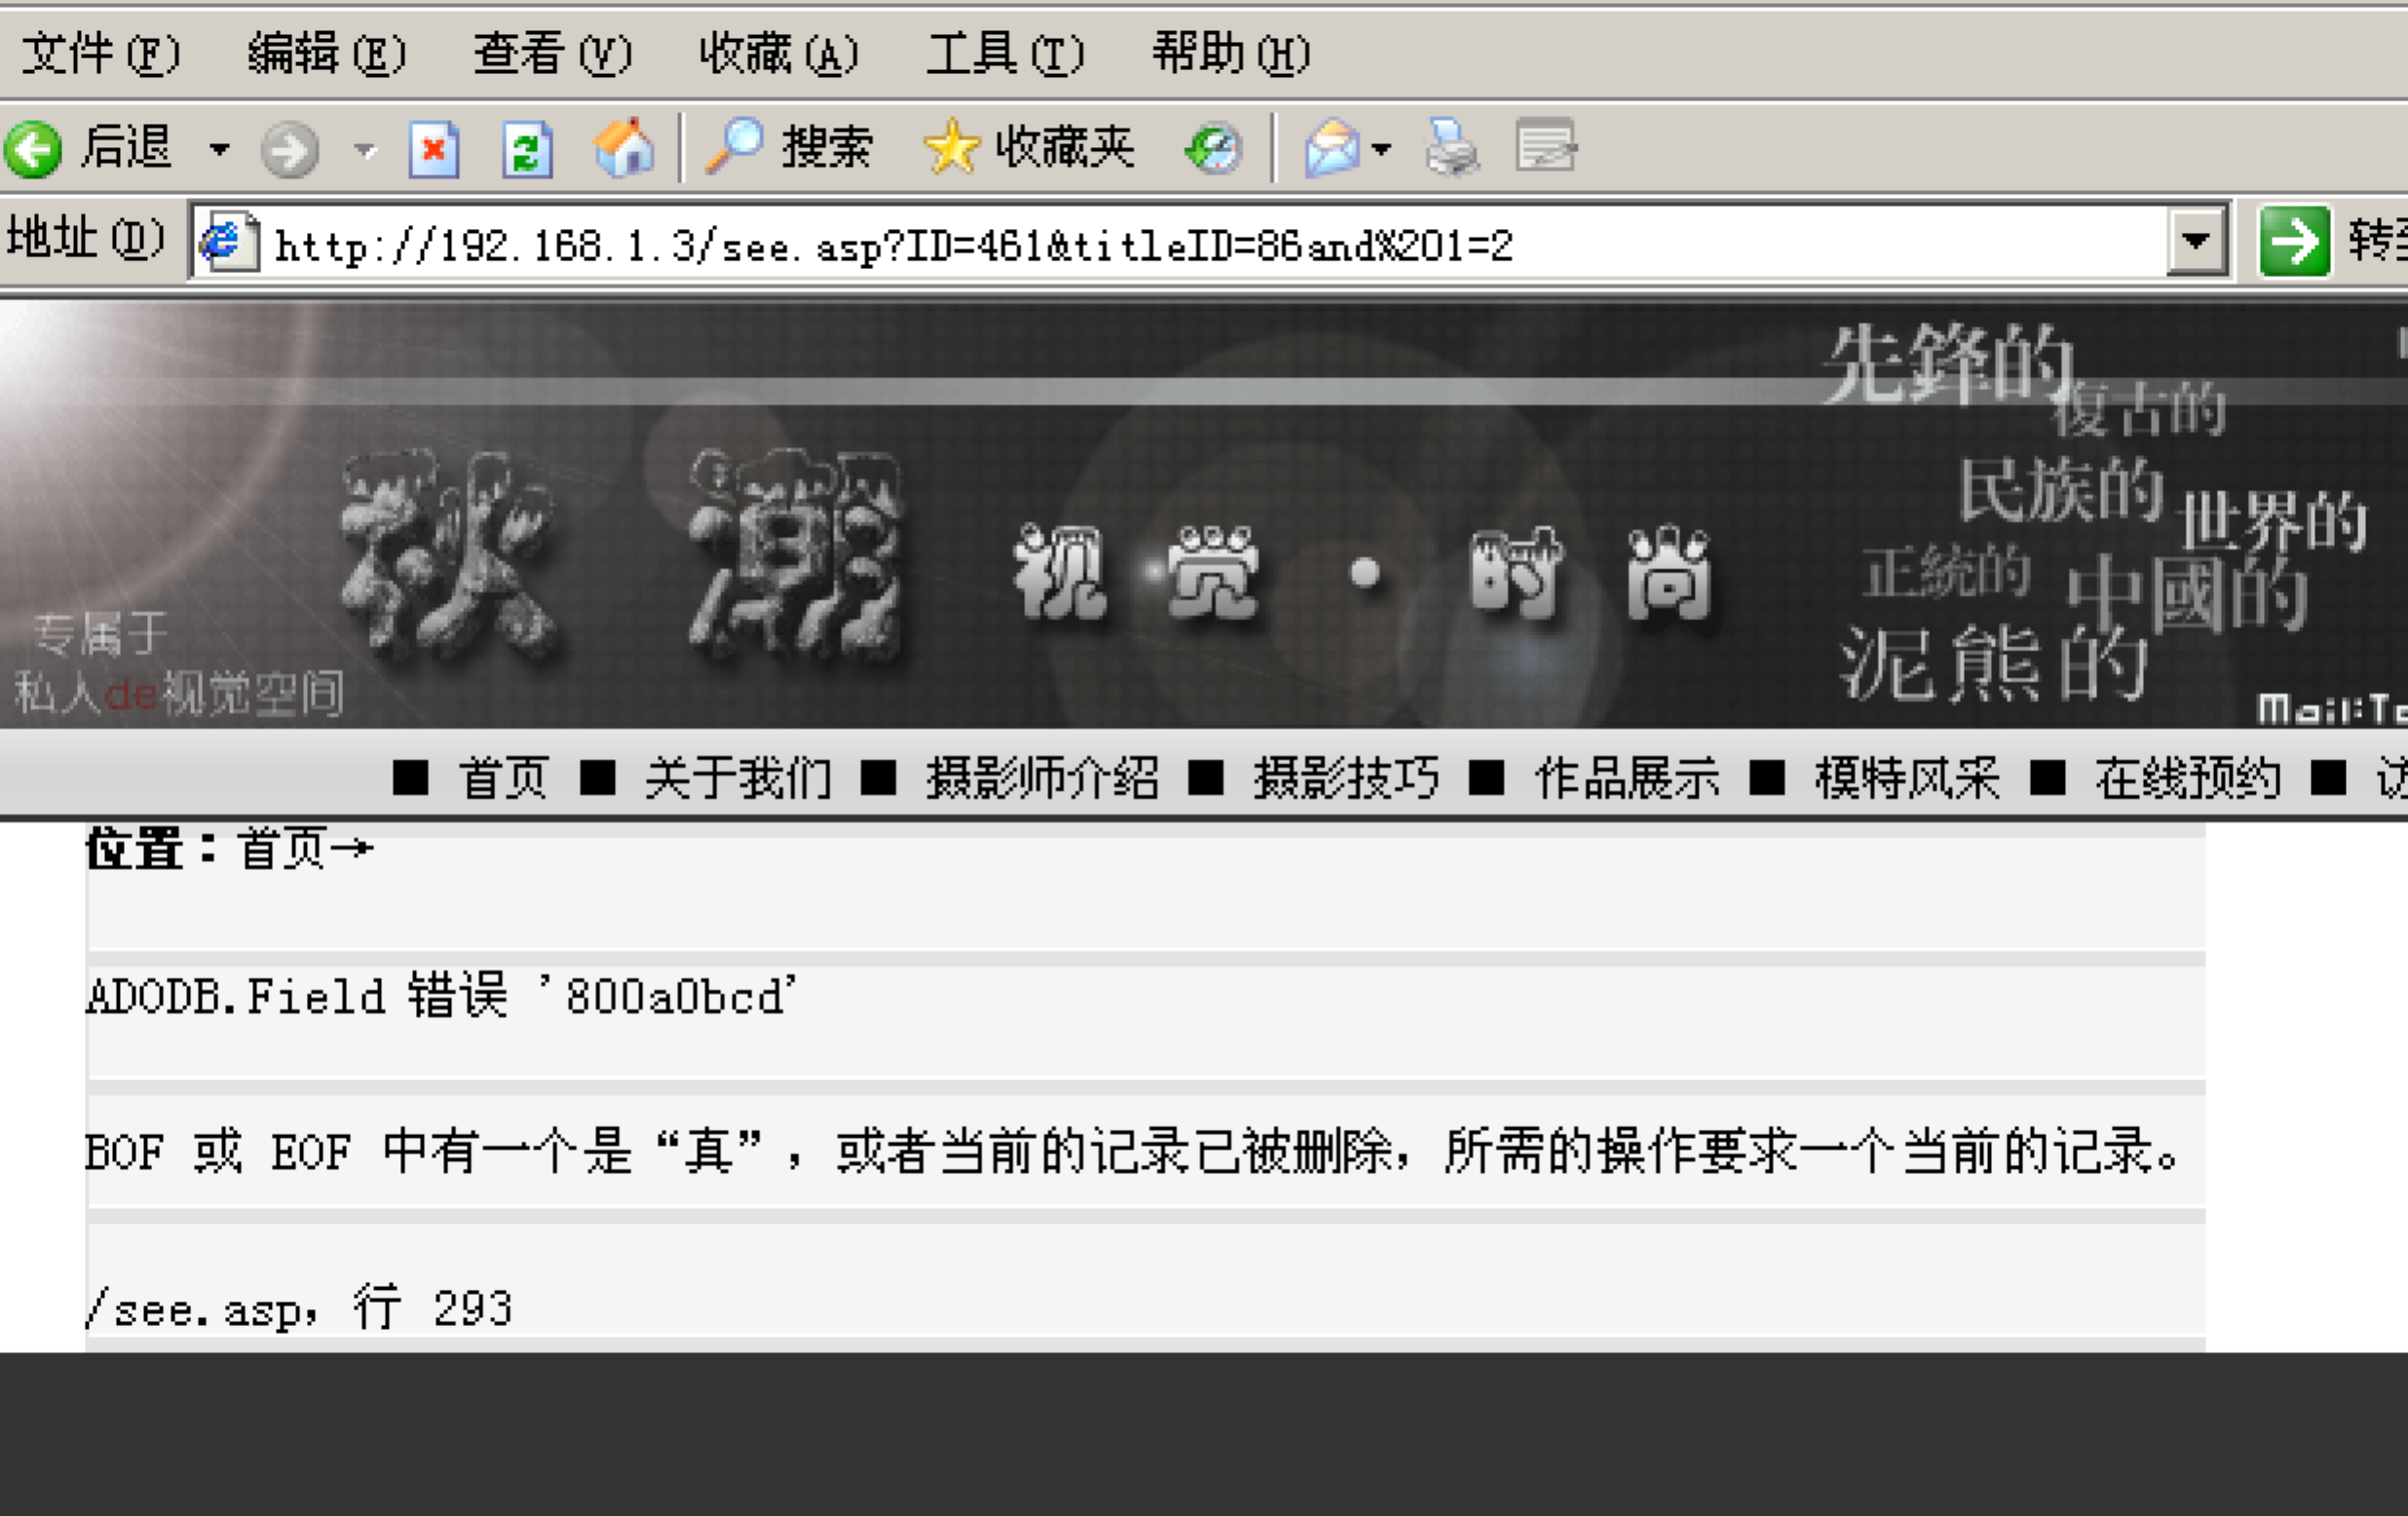 文件(F) 编辑(E) 查看(V) 收藏(A) 工具(T) 帮助(H)
后退 搜索 收藏夹
地址(D) http://192.168.1.3/see.asp?ID=461&titleID=86and%201=2
先鋒的
復古的
民族的 世界的
秋潮 视觉·时尚
正統的 中國的
专属于
泥熊的
私人de视觉空间
■ 首页 ■ 关于我们 ■ 摄影师介绍 ■ 摄影技巧 ■ 作品展示 ■ 模特风采 ■ 在线预约 ■
位置：首页→
ADODB.Field 错误 '800a0bcd'
BOF 或 EOF 中有一个是“真”，或者当前的记录已被删除，所需的操作要求一个当前的记录。
/see.asp，行 293